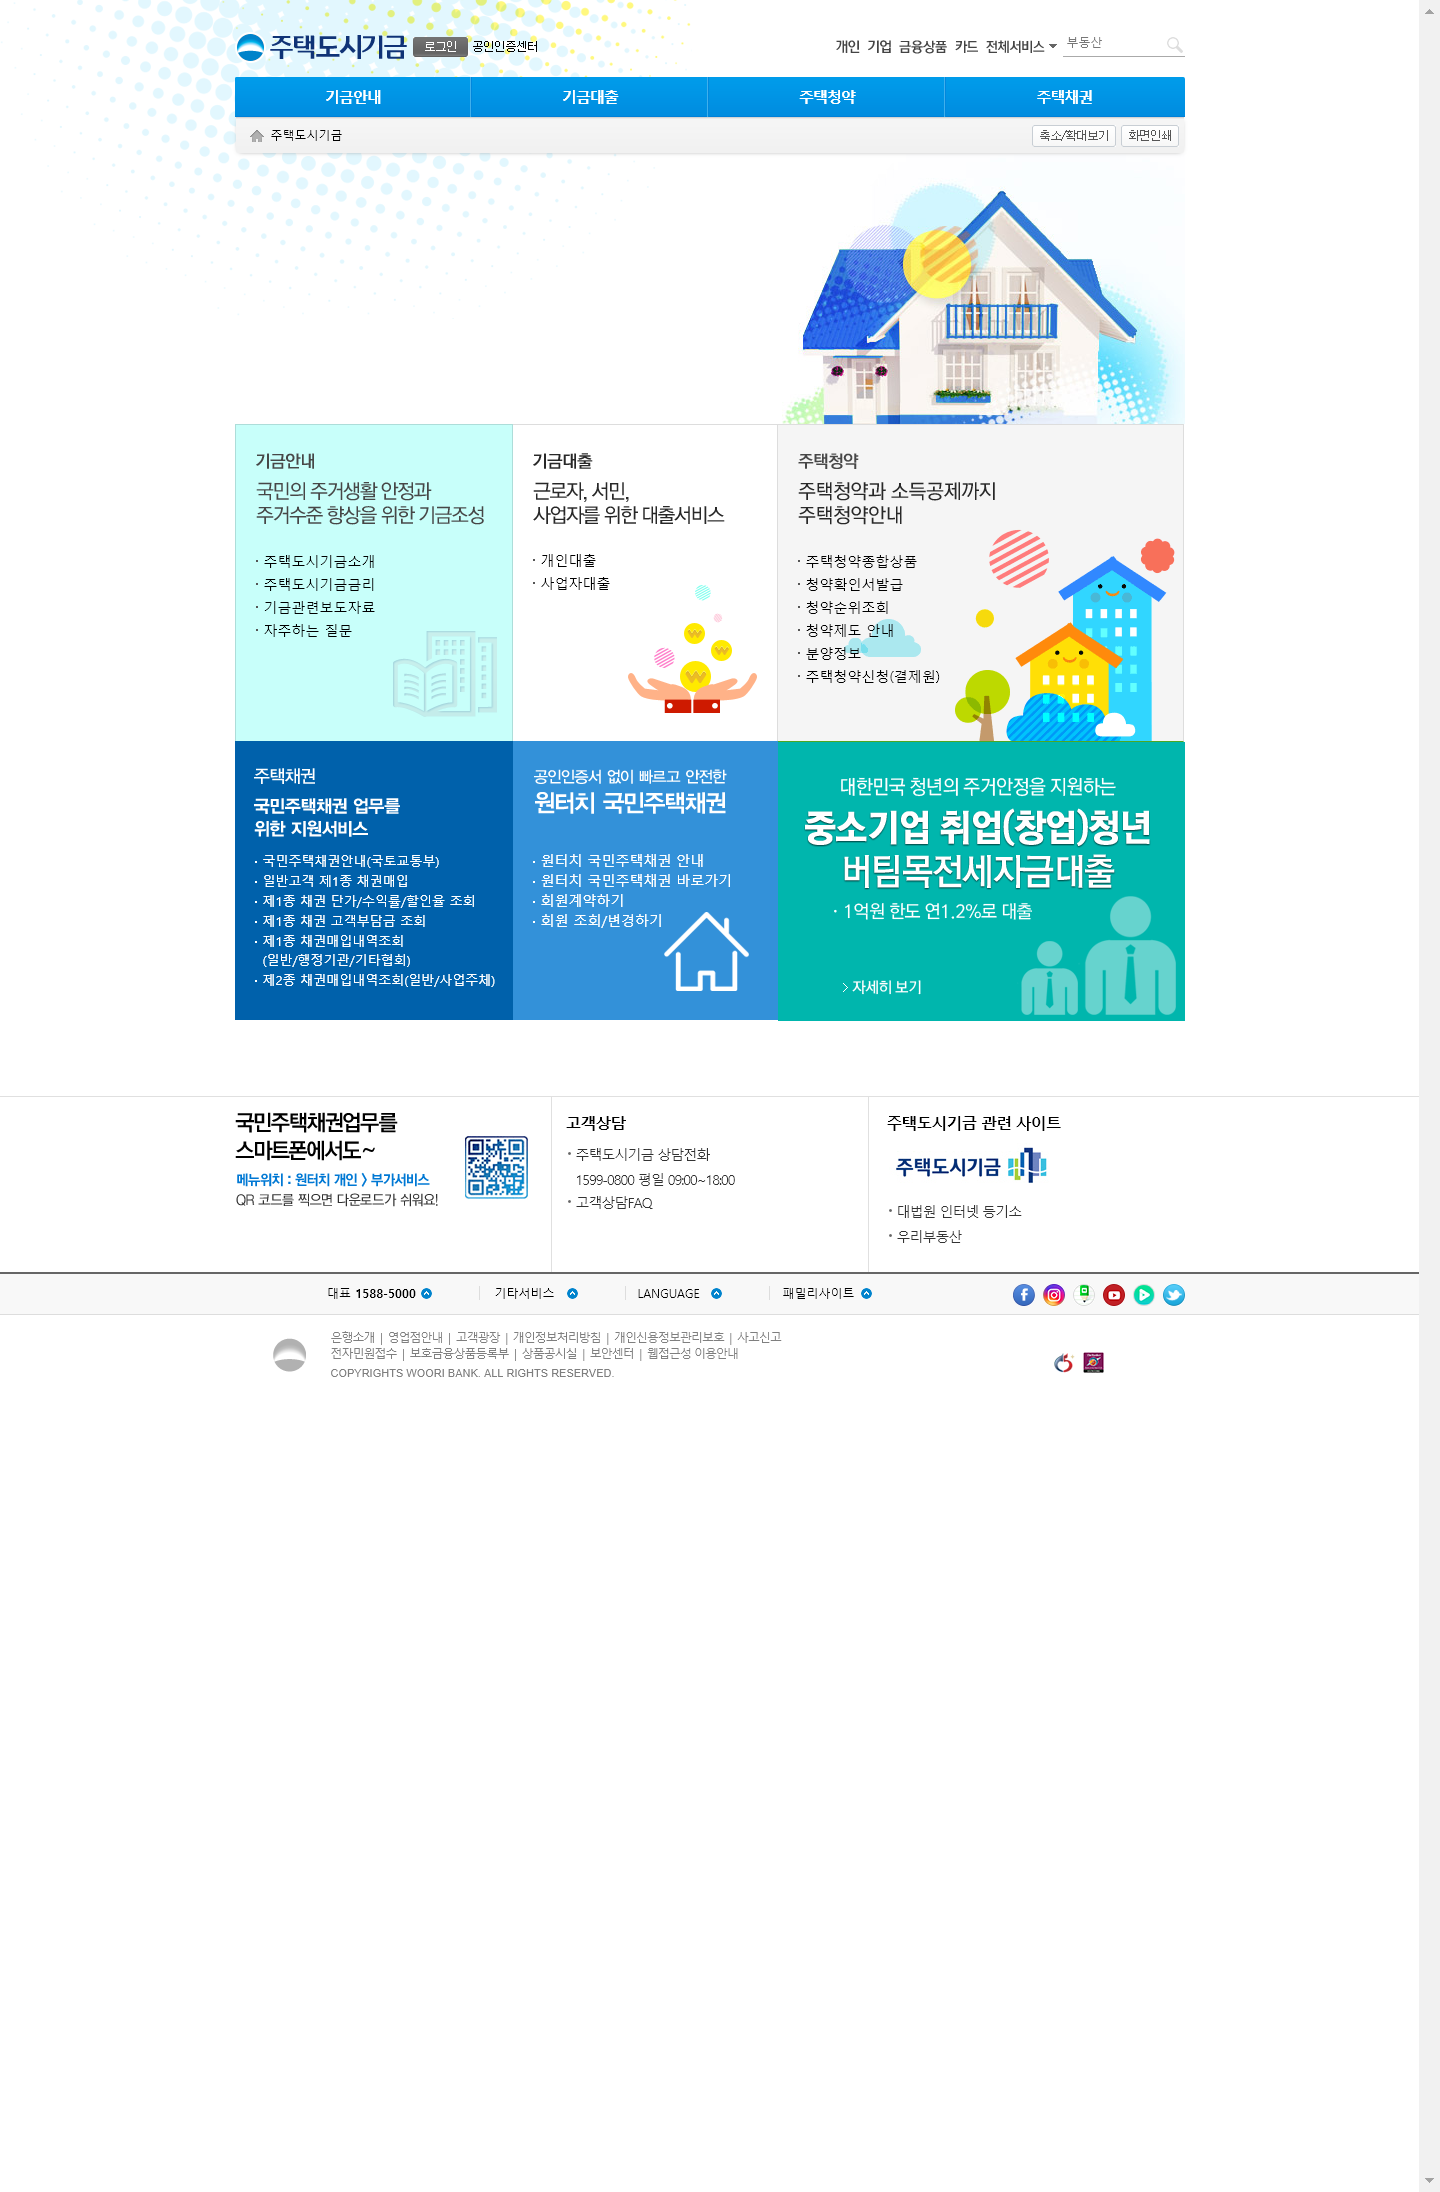 주택도시기금 로그인 공인인증센터
개인 기업 금융상품 카드 전체서비스 부동산
기금안내 기금대출 주택청약 주택채권
주택도시기금 축소/확대보기 화면인쇄
기금안내
국민의 주거생활 안정과
주거수준 향상을 위한 기금조성
· 주택도시기금소개
· 주택도시기금금리
· 기금관련보도자료
· 자주하는 질문
기금대출
근로자, 서민,
사업자를 위한 대출서비스
· 개인대출
· 사업자대출
주택청약
주택청약과 소득공제까지
주택청약안내
· 주택청약종합상품
· 청약확인서발급
· 청약순위조회
· 청약제도 안내
· 분양정보
· 주택청약신청(결제원)
주택채권
국민주택채권 업무를
위한 지원서비스
· 국민주택채권안내(국토교통부)
· 일반고객 제1종 채권매입
· 제1종 채권 단가/수익률/할인율 조회
· 제1종 채권 고객부담금 조회
· 제1종 채권매입내역조회
(일반/행정기관/기타협회)
· 제2종 채권매입내역조회(일반/사업주체)
공인인증서 없이 빠르고 안전한
원터치 국민주택채권
· 원터치 국민주택채권 안내
· 원터치 국민주택채권 바로가기
· 회원계약하기
· 회원 조회/변경하기
대한민국 청년의 주거안정을 지원하는
중소기업 취업(창업)청년
버팀목전세자금대출
· 1억원 한도 연1.2%로 대출
> 자세히 보기
국민주택채권업무를
스마트폰에서도~
메뉴위치 : 원터치 개인 > 부가서비스
QR 코드를 찍으면 다운로드가 쉬워요!
고객상담
· 주택도시기금 상담전화
1599-0800 평일 09:00~18:00
· 고객상담FAQ
주택도시기금 관련 사이트
주택도시기금
· 대법원 인터넷 등기소
· 우리부동산
대표 1588-5000 기타서비스 LANGUAGE 패밀리사이트
은행소개 | 영업점안내 | 고객광장 | 개인정보처리방침 | 개인신용정보관리보호 | 사고신고
전자민원접수 | 보호금융상품등록부 | 상품공시실 | 보안센터 | 웹접근성 이용안내
COPYRIGHTS WOORI BANK. ALL RIGHTS RESERVED.